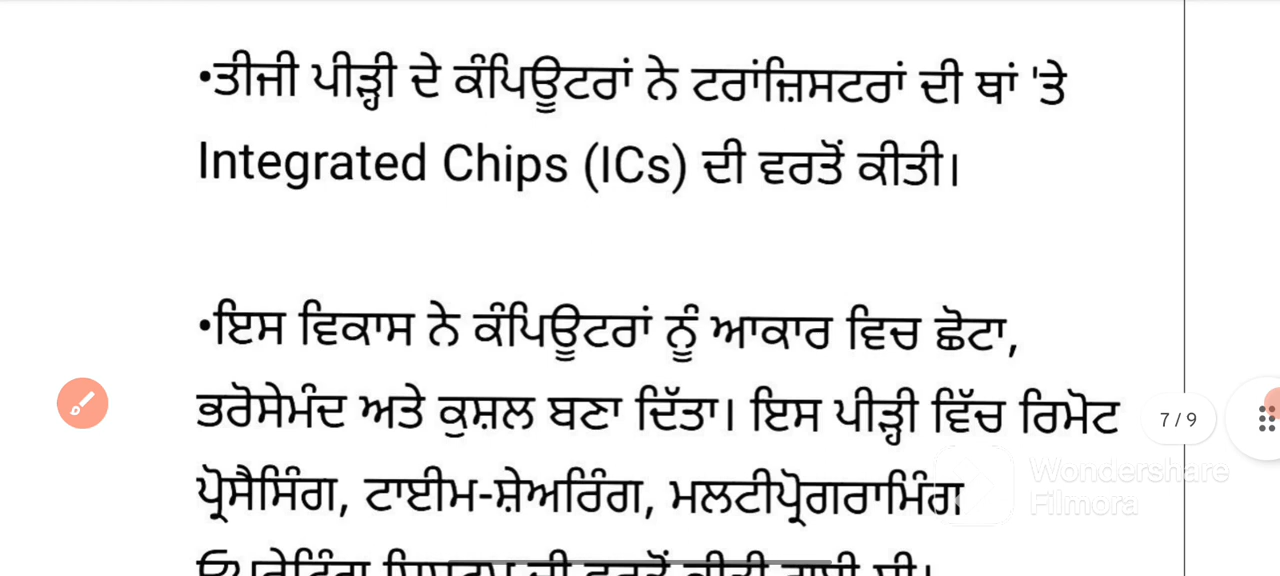 •ਤੀਜੀ ਪੀੜ੍ਹੀ ਦੇ ਕੰਪਿਊਟਰਾਂ ਨੇ ਟਰਾਂਜ਼ਿਸਟਰਾਂ ਦੀ ਥਾਂ 'ਤੇ
Integrated Chips (ICs) ਦੀ ਵਰਤੋਂ ਕੀਤੀ।
•ਇਸ ਵਿਕਾਸ ਨੇ ਕੰਪਿਊਟਰਾਂ ਨੂੰ ਆਕਾਰ ਵਿਚ ਛੋਟਾ,
ਭਰੋਸੇਮੰਦ ਅਤੇ ਕੁਸ਼ਲ ਬਣਾ ਦਿੱਤਾ। ਇਸ ਪੀੜ੍ਹੀ ਵਿੱਚ ਰਿਮੋਟ
7 / 9
ਪ੍ਰੋਸੈਸਿੰਗ, ਟਾਈਮ-ਸ਼ੇਅਰਿੰਗ, ਮਲਟੀਪ੍ਰੋਗਰਾਮਿੰਗ
Wondershare
Filmora